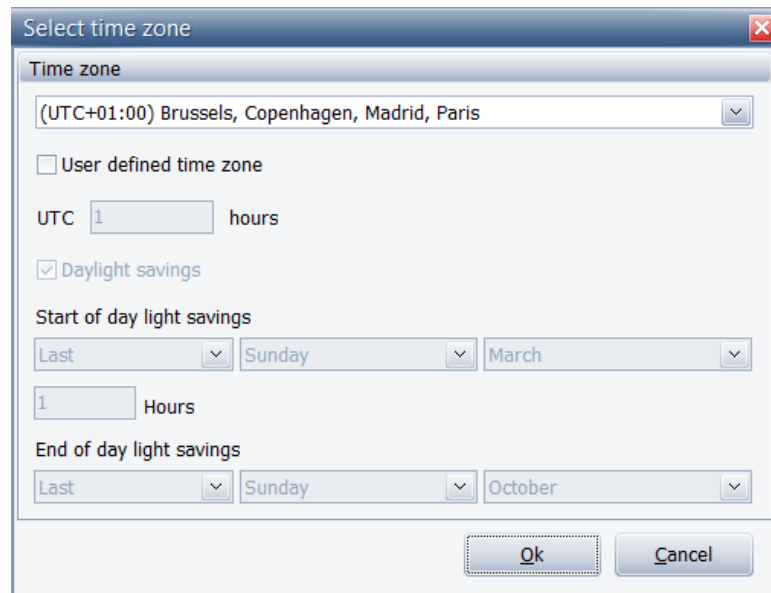 Select time zone
Time zone
(UTC+01:00) Brussels, Copenhagen, Madrid, Paris
User defined time zone
UTC 1 hours
Daylight savings
Start of day light savings
Last Sunday March
1 Hours
End of day light savings
Last Sunday October
Ok Cancel